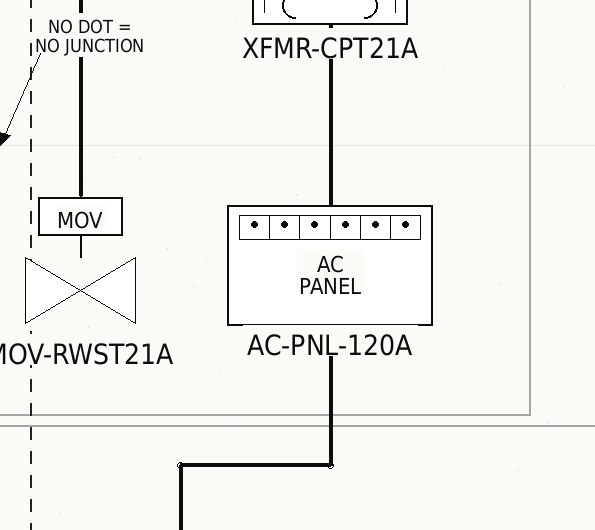 NO DOT =
NO JUNCTION
XFMR-CPT21A
MOV
AC
PANEL
AC-PNL-120A
MOV-RWST21A